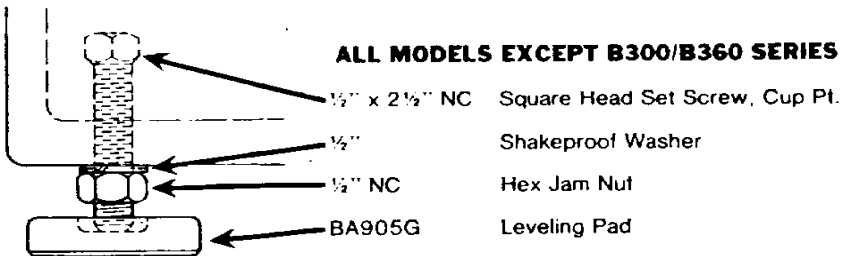 ALL MODELS EXCEPT B300/B360 SERIES
½" x 2½" NC Square Head Set Screw, Cup Pt.
½" Shakeproof Washer
½" NC Hex Jam Nut
BA905G Leveling Pad